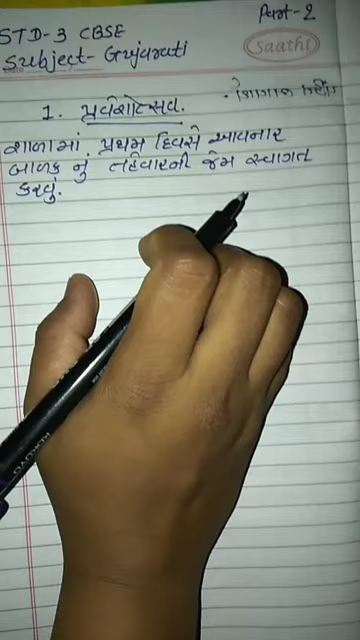 Part-2
STD-3 CBSE
Subject- Gujarati
Saathi
1. પ્રવેશોત્સવ.
શાળામાં પ્રથમ દિવસે આવનાર
બાળક નું તહેવારની જેમ સ્વાગત
કરવું.